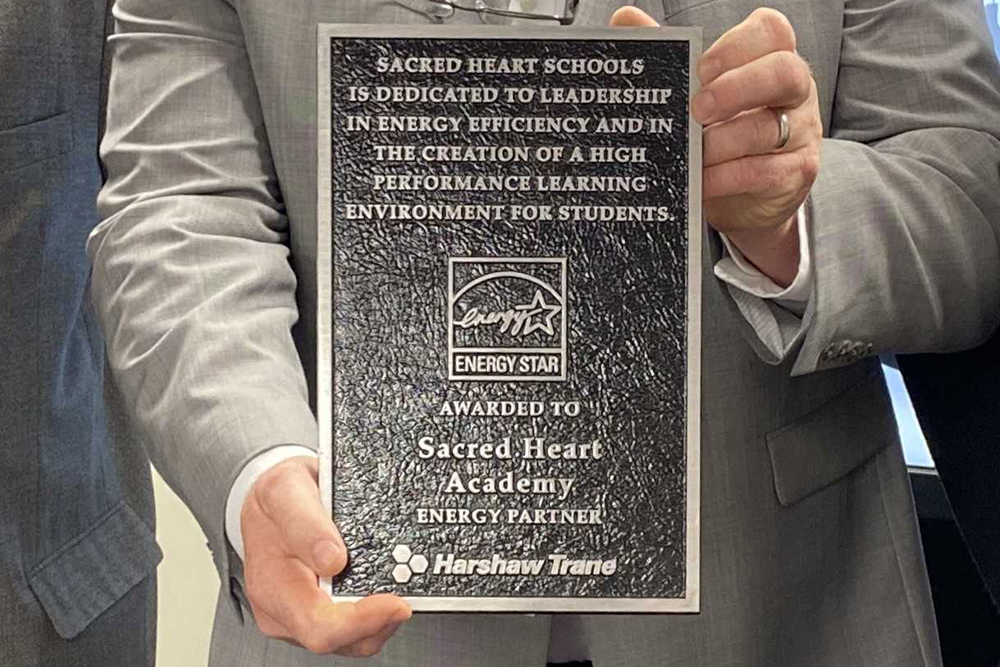 SACRED HEART SCHOOLS
IS DEDICATED TO LEADERSHIP
IN ENERGY EFFICIENCY AND IN
THE CREATION OF A HIGH
PERFORMANCE LEARNING
ENVIRONMENT FOR STUDENTS.
energy
ENERGY STAR
AWARDED TO
Sacred Heart
Academy
ENERGY PARTNER
Harshaw Trane